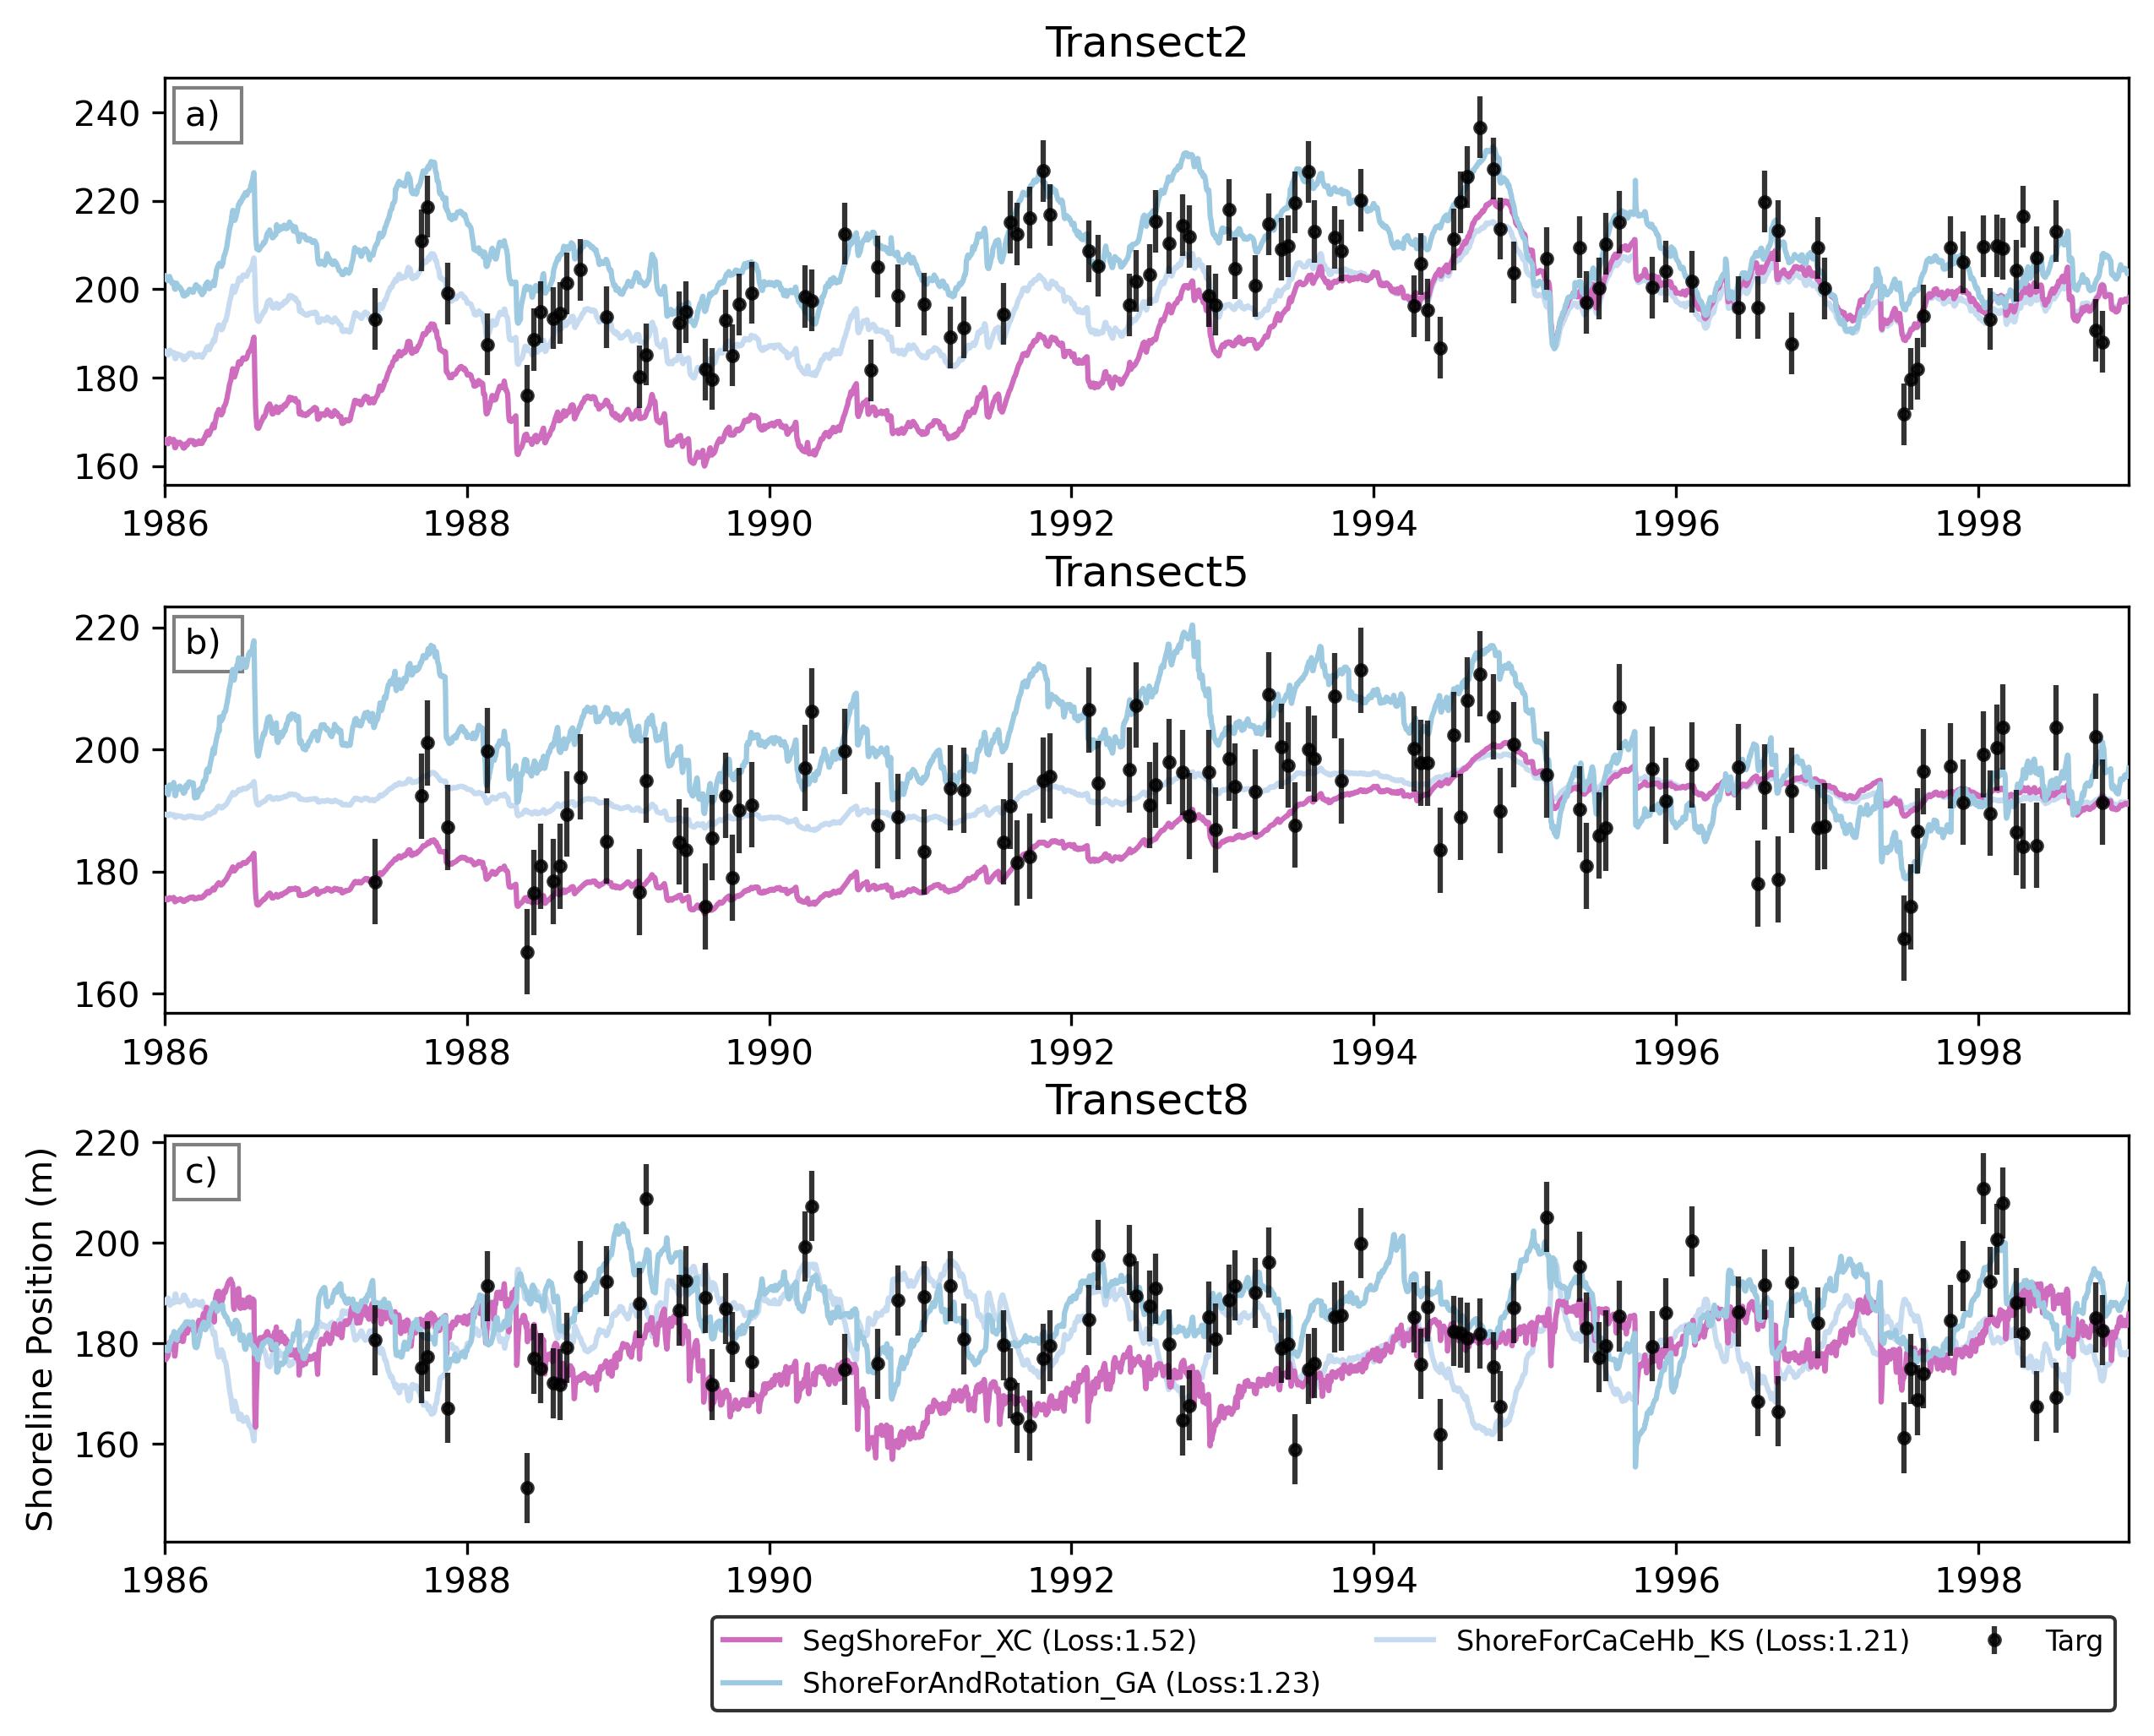 Transect2
a)
240
220
200
180
160
1986 1988 1990 1992 1994 1996 1998
Transect5
b)
220
200
180
160
1986 1988 1990 1992 1994 1996 1998
Transect8
c)
220
200
180
160
Shoreline Position (m)
1986 1988 1990 1992 1994 1996 1998
SegShoreFor_XC (Loss:1.52) ShoreForCaCeHb_KS (Loss:1.21) Targ
ShoreForAndRotation_GA (Loss:1.23)